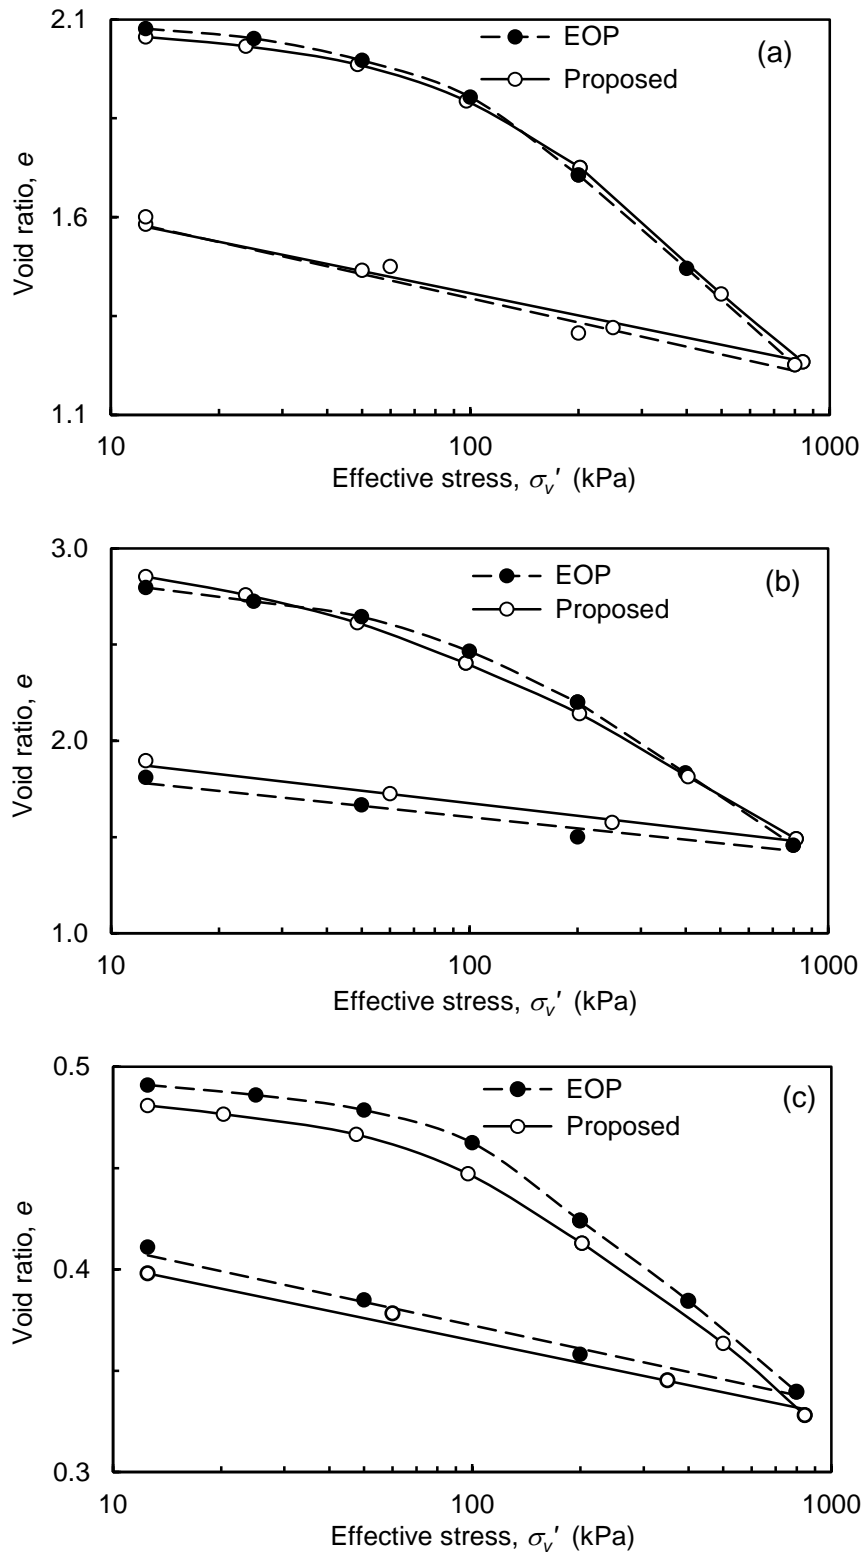 2.1
EOP
(a)
Proposed
Void ratio, e
1.6
1.1
10
100
1000
Effective stress, σv′ (kPa)
3.0
EOP
(b)
Proposed
Void ratio, e
2.0
1.0
10
100
1000
Effective stress, σv′ (kPa)
0.5
EOP
(c)
Proposed
Void ratio, e
0.4
0.3
10
100
1000
Effective stress, σv′ (kPa)